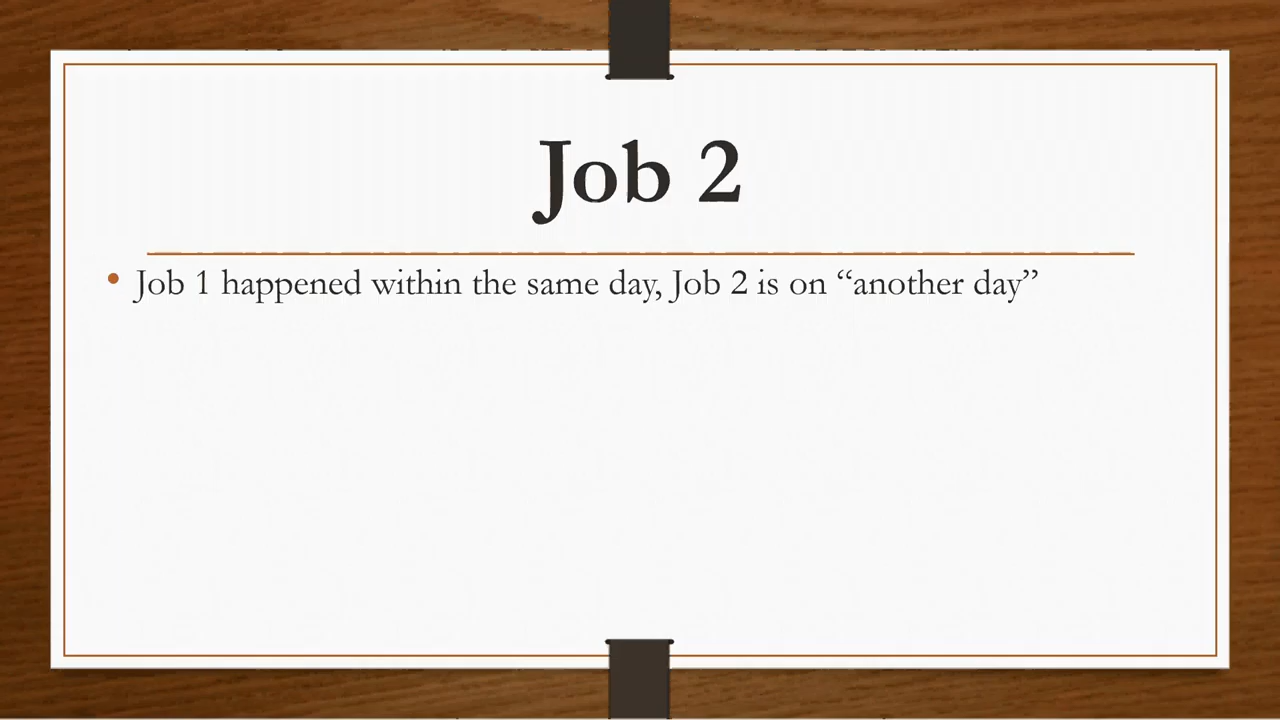 Job 2
• Job 1 happened within the same day, Job 2 is on “another day”